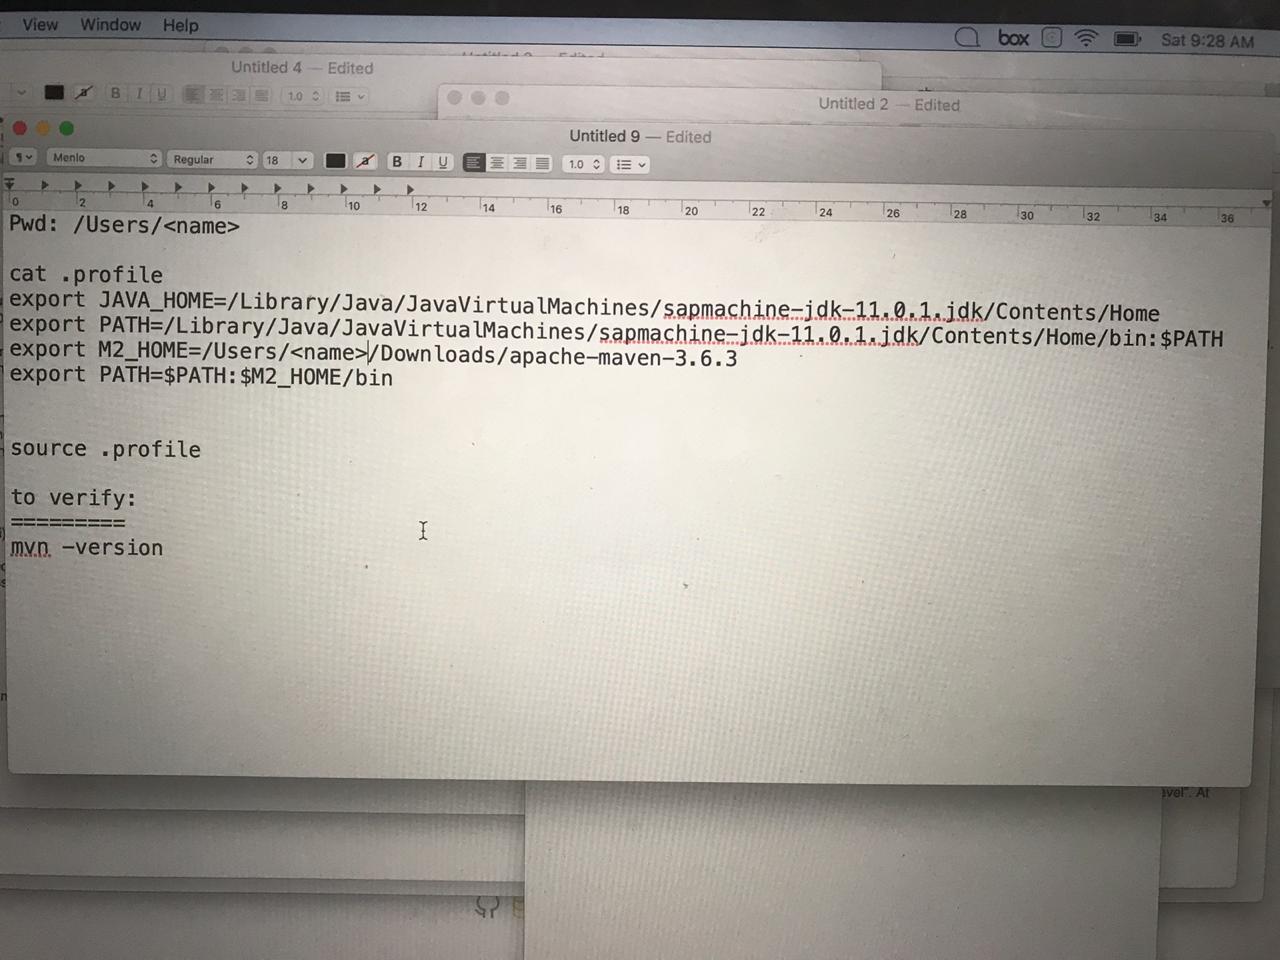 View Window Help
box Sat 9:28 AM
Untitled 4 — Edited
B I U 1.0
Untitled 2 — Edited
Untitled 9 — Edited
Menlo Regular 18 a B I U 1.0
0 2 4 6 8 10 12 14 16 18 20 22 24 26 28 30 32 34 36
Pwd: /Users/<name>
cat .profile
export JAVA_HOME=/Library/Java/JavaVirtualMachines/sapmachine-jdk-11.0.1.jdk/Contents/Home
export PATH=/Library/Java/JavaVirtualMachines/sapmachine-jdk-11.0.1.jdk/Contents/Home/bin:$PATH
export M2_HOME=/Users/<name>/Downloads/apache-maven-3.6.3
export PATH=$PATH:$M2_HOME/bin
source .profile
to verify:
=========
mvn -version
At